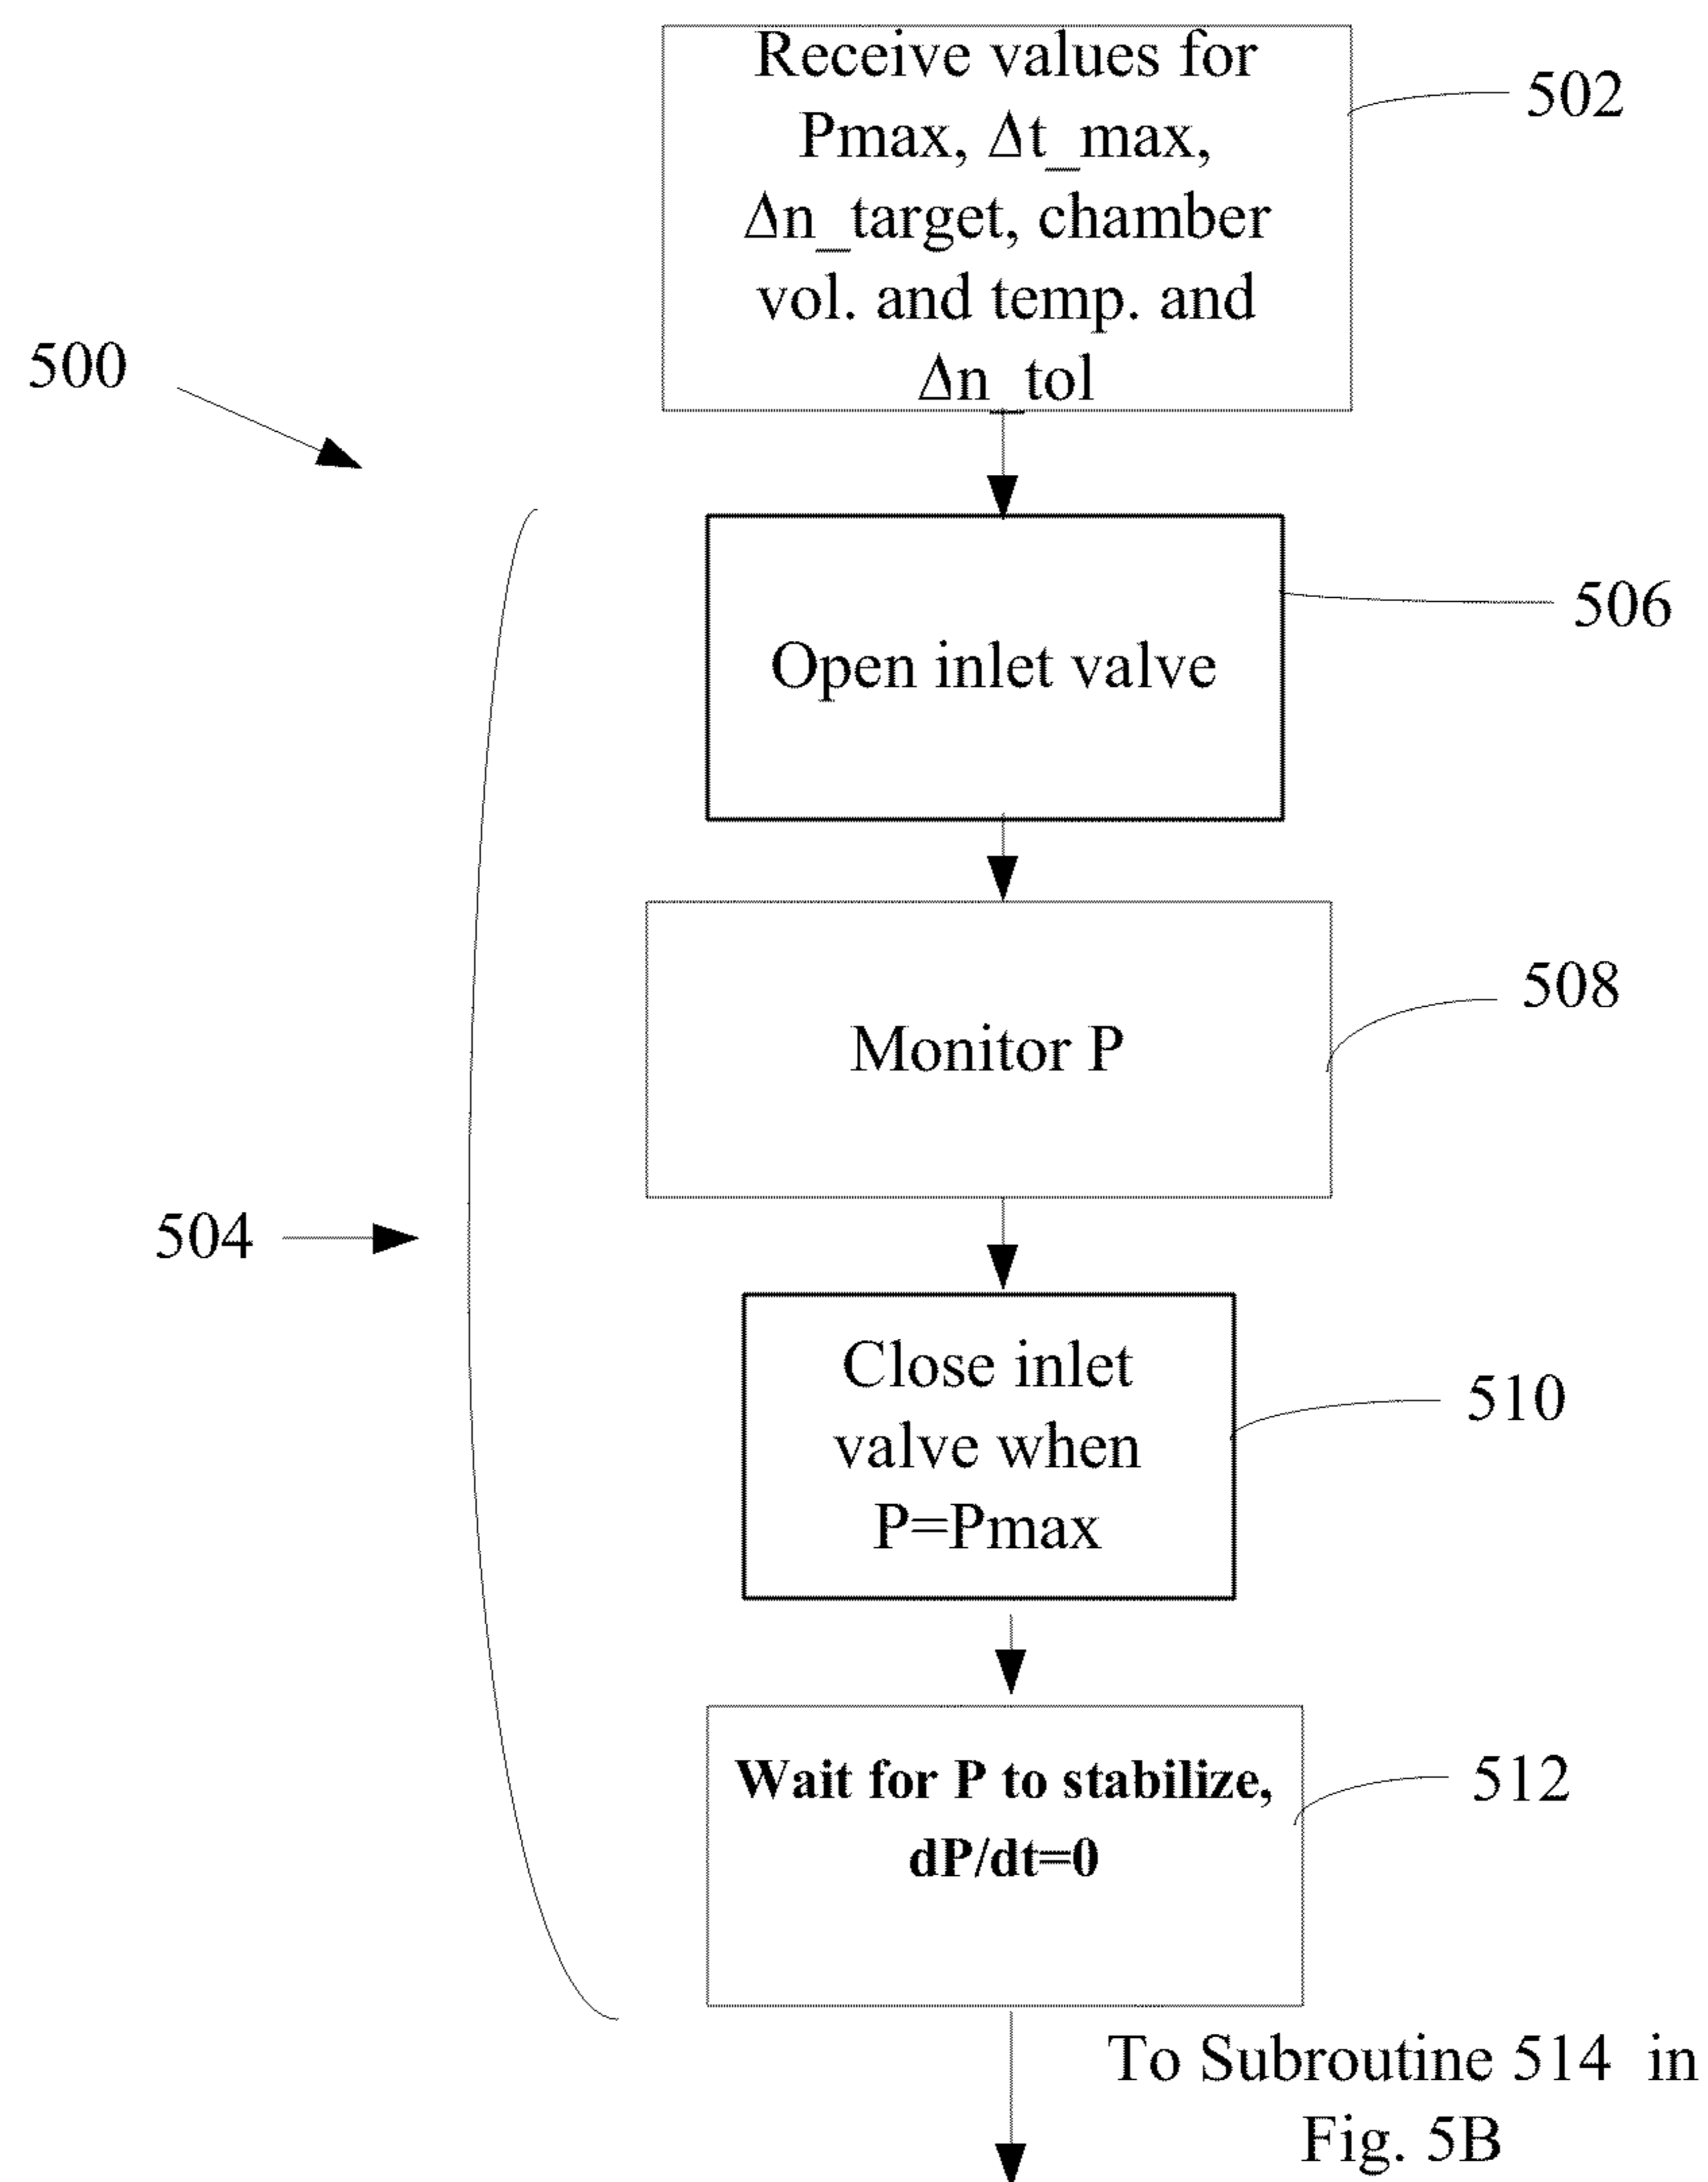 Receive values for
Pmax, Δt_max,
Δn_target, chamber
vol. and temp. and
Δn_tol
502
500
506
Open inlet valve
508
Monitor P
504
Close inlet
valve when
P=Pmax
510
Wait for P to stabilize,
dP/dt=0
512
To Subroutine 514 in
Fig. 5B